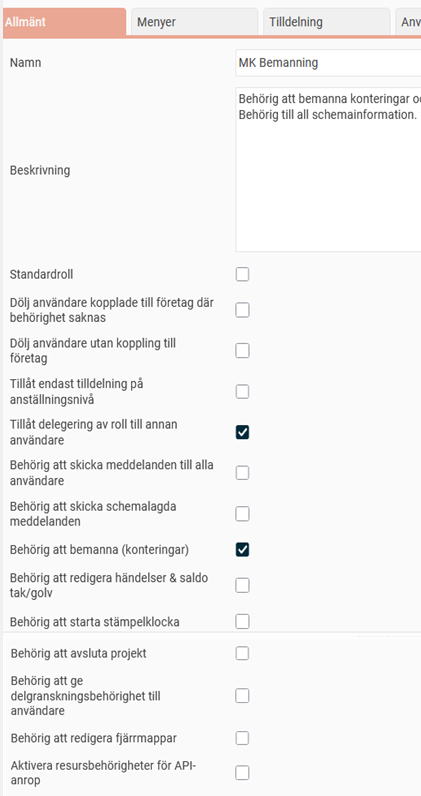 Allmänt Menyer Tilldelning Anv
Namn MK Bemanning
Behörig att bemanna konteringar oc
Behörig till all schemainformation.
Beskrivning
Standardroll
Dölj användare kopplade till företag där
behörighet saknas
Dölj användare utan koppling till
företag
Tillåt endast tilldelning på
anställningsnivå
Tillåt delegering av roll till annan
användare
Behörig att skicka meddelanden till alla
användare
Behörig att skicka schemalagda
meddelanden
Behörig att bemanna (konteringar)
Behörig att redigera händelser & saldo
tak/golv
Behörig att starta stämpelklocka
Behörig att avsluta projekt
Behörig att ge
delgranskningsbehörighet till
användare
Behörig att redigera fjärrmappar
Aktivera resursbehörigheter för API-
anrop